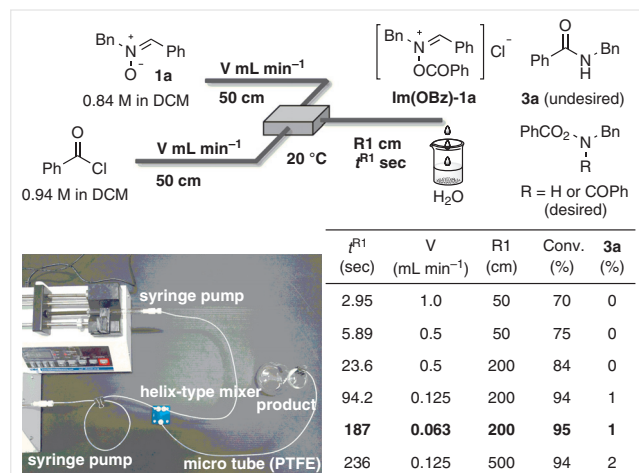 Bn
+
N
Ph
O
–
1a
0.84 M in DCM
V mL min–1
50 cm
O
Ph
Cl
0.94 M in DCM
V mL min–1
50 cm
20 °C
R1 cm
tR1 sec
H2O
Bn
+
N
Ph
OCOPh
Cl–
Im(OBz)-1a
O
Ph
N
H
Bn
3a (undesired)
PhCO2
N
Bn
R
R = H or COPh
(desired)
syringe pump
helix-type mixer
product
syringe pump
micro tube (PTFE)
tR1 V R1 Conv. 3a
(sec) (mL min–1) (cm) (%) (%)
2.95 1.0 50 70 0
5.89 0.5 50 75 0
23.6 0.5 200 84 0
94.2 0.125 200 94 1
187 0.063 200 95 1
236 0.125 500 94 2